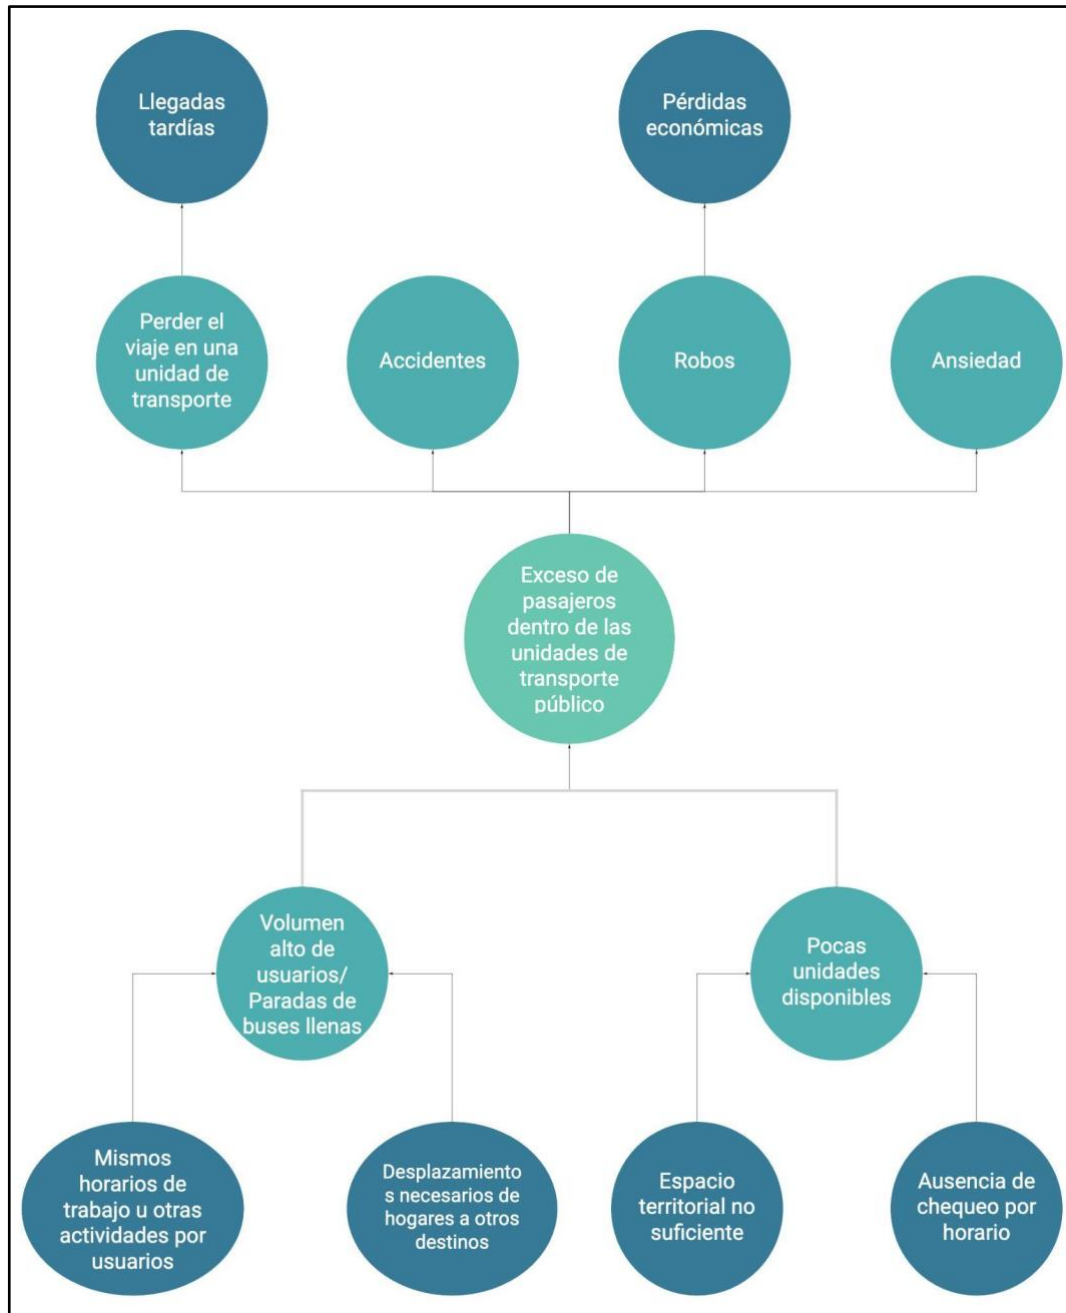 Llegadas
tardías
Pérdidas
económicas
Perder el
viaje en una
unidad de
transporte
Accidentes
Robos
Ansiedad
Exceso de
pasajeros
dentro de las
unidades de
transporte
público
Volumen
alto de
usuarios/
Paradas de
buses llenas
Pocas
unidades
disponibles
Mismos
horarios de
trabajo u otras
actividades por
usuarios
Desplazamiento
s necesarios de
hogares a otros
destinos
Espacio
territorial no
suficiente
Ausencia de
chequeo por
horario